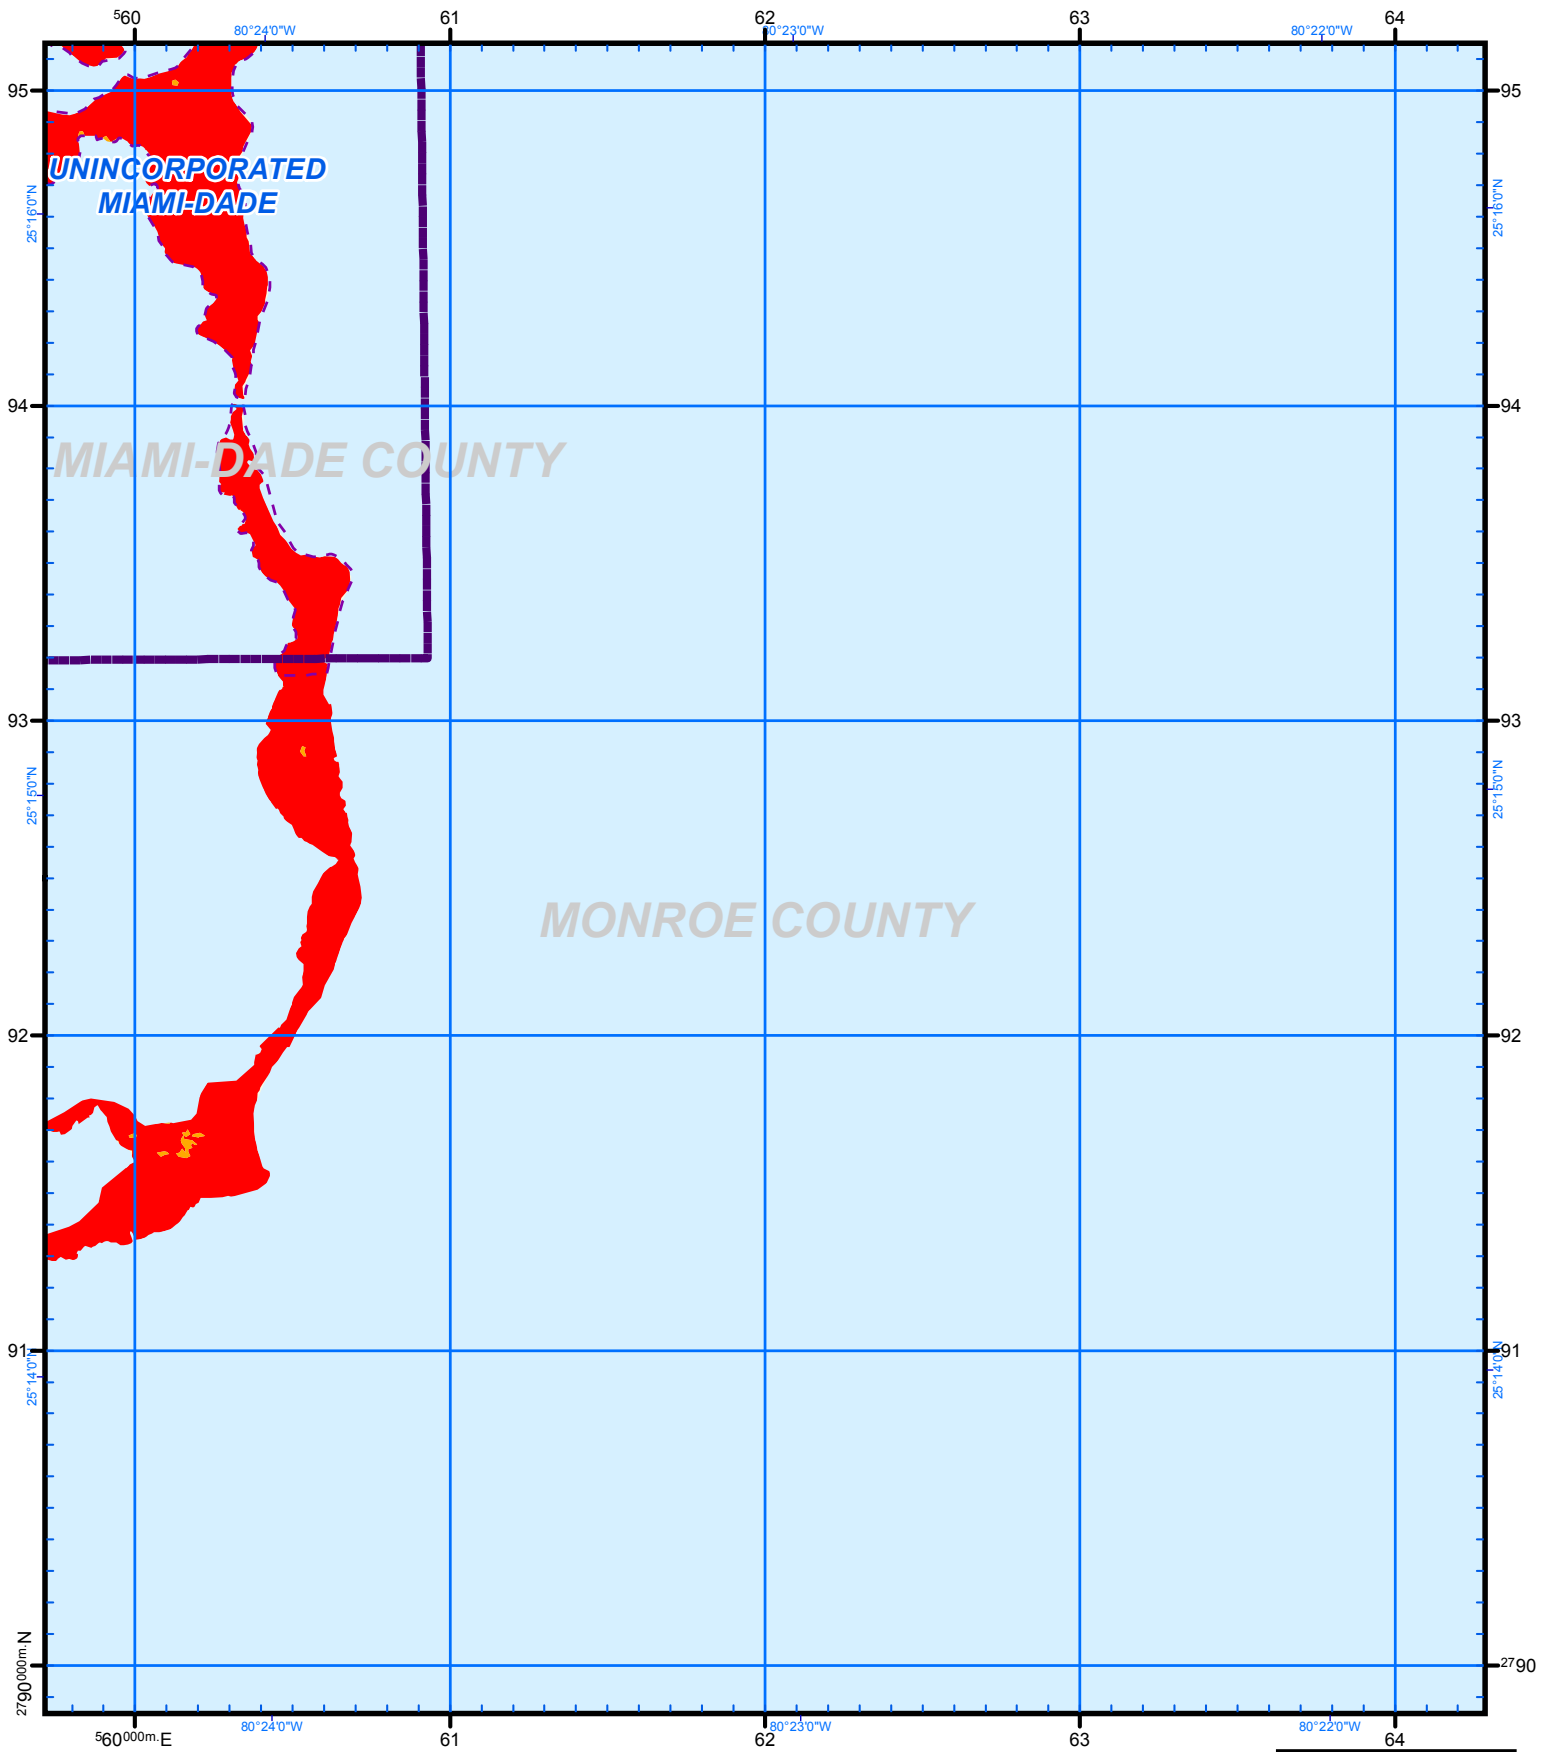 560 61 62 63 64
80°24'0"W 80°23'0"W 80°22'0"W
95 95
UNINCORPORATED
MIAMI-DADE
25°16'0"N 25°16'0"N
94 94
MIAMI-DADE COUNTY
93 93
25°15'0"N 25°15'0"N
MONROE COUNTY
92 92
91 91
25°14'0"N 25°14'0"N
2790000m.N 2790
80°24'0"W 80°23'0"W 80°22'0"W
560000m.E 61 62 63 64